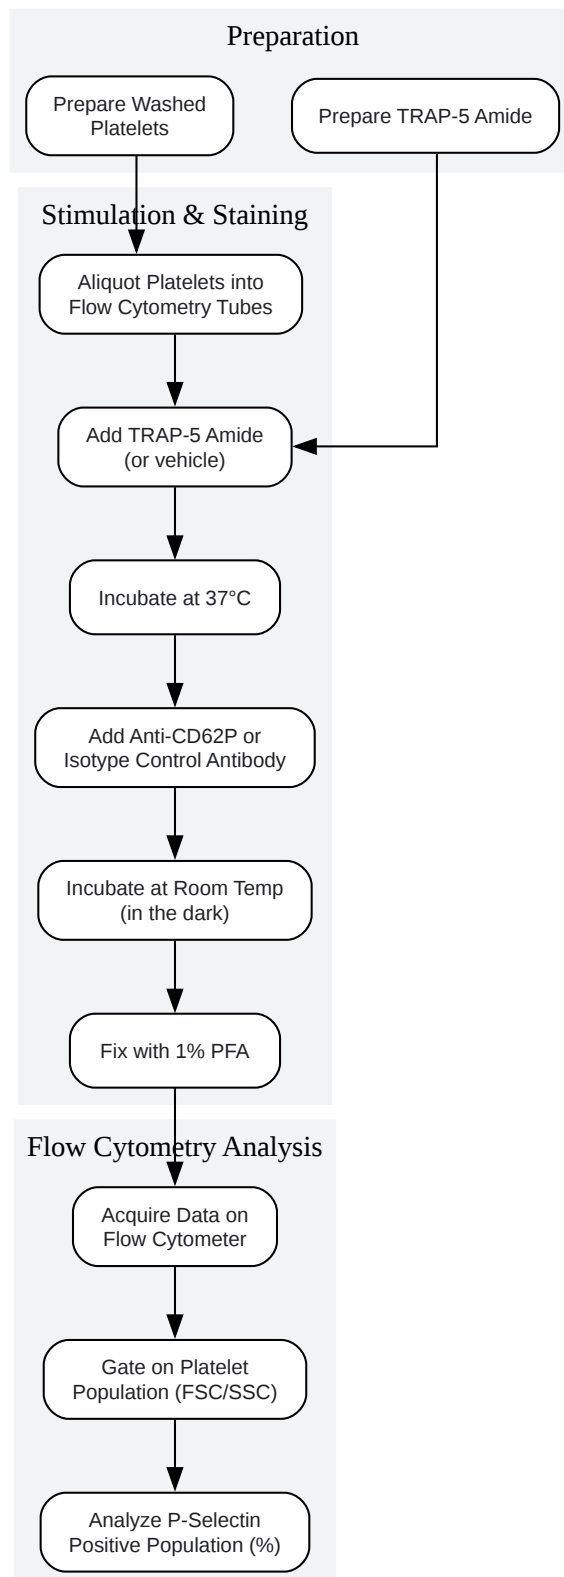 Preparation
Prepare Washed
Platelets
Prepare TRAP-5 Amide
Stimulation & Staining
Aliquot Platelets into
Flow Cytometry Tubes
Add TRAP-5 Amide
(or vehicle)
Incubate at 37°C
Add Anti-CD62P or
Isotype Control Antibody
Incubate at Room Temp
(in the dark)
Fix with 1% PFA
Flow Cytometry Analysis
Acquire Data on
Flow Cytometer
Gate on Platelet
Population (FSC/SSC)
Analyze P-Selectin
Positive Population (%)